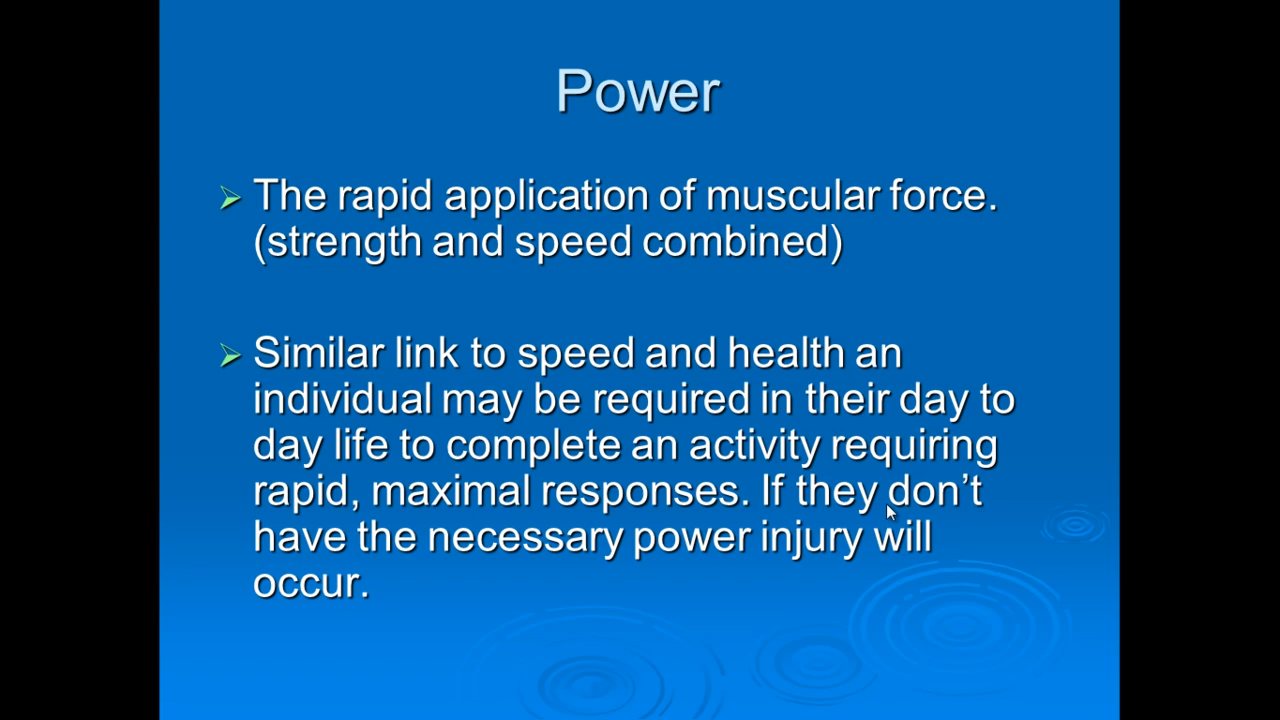 Power
The rapid application of muscular force.
(strength and speed combined)
Similar link to speed and health an
individual may be required in their day to
day life to complete an activity requiring
rapid, maximal responses. If they don’t
have the necessary power injury will
occur.